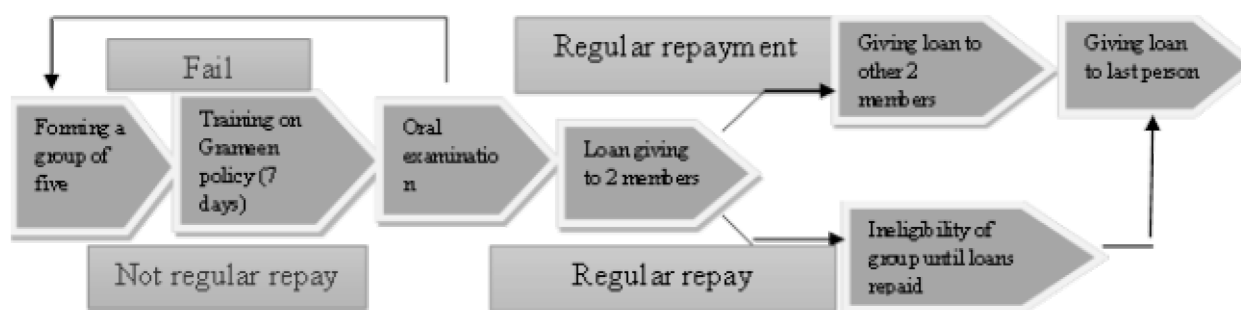 Fail
Regular repayment
Giving loan to
other 2
members
Giving loan
to last person
Forming a
group of
five
Training on
Grameen
policy (7
days)
Oral
examinatio
n
Loan giving
to 2 members
Not regular repay
Regular repay
Ineligibility of
group until loans
repaid